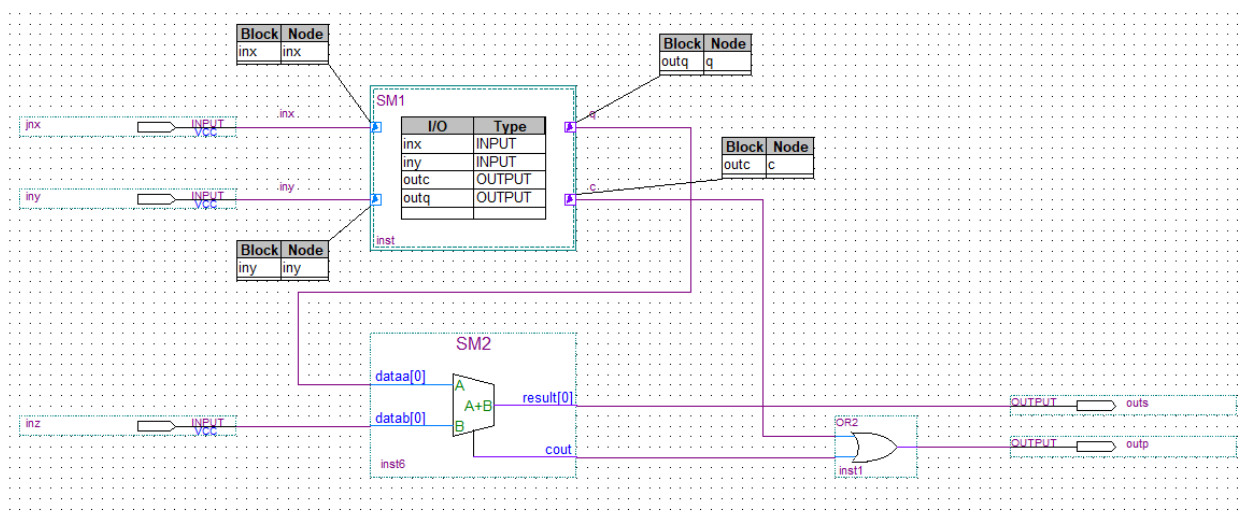 Block Node
inx inx
Block Node
outq q
SM1
inx
q
jnx
INPUT
VCC
I/O Type
inx INPUT
iny INPUT
outc OUTPUT
outq OUTPUT
Block Node
outc c
iny
INPUT
VCC
iny
c
inst
Block Node
iny iny
SM2
dataa[0]
A
A+B
result[0]
datab[0]
B
cout
inst6
inz
INPUT
VCC
OR2
inst1
OUTPUT
outs
OUTPUT
outp